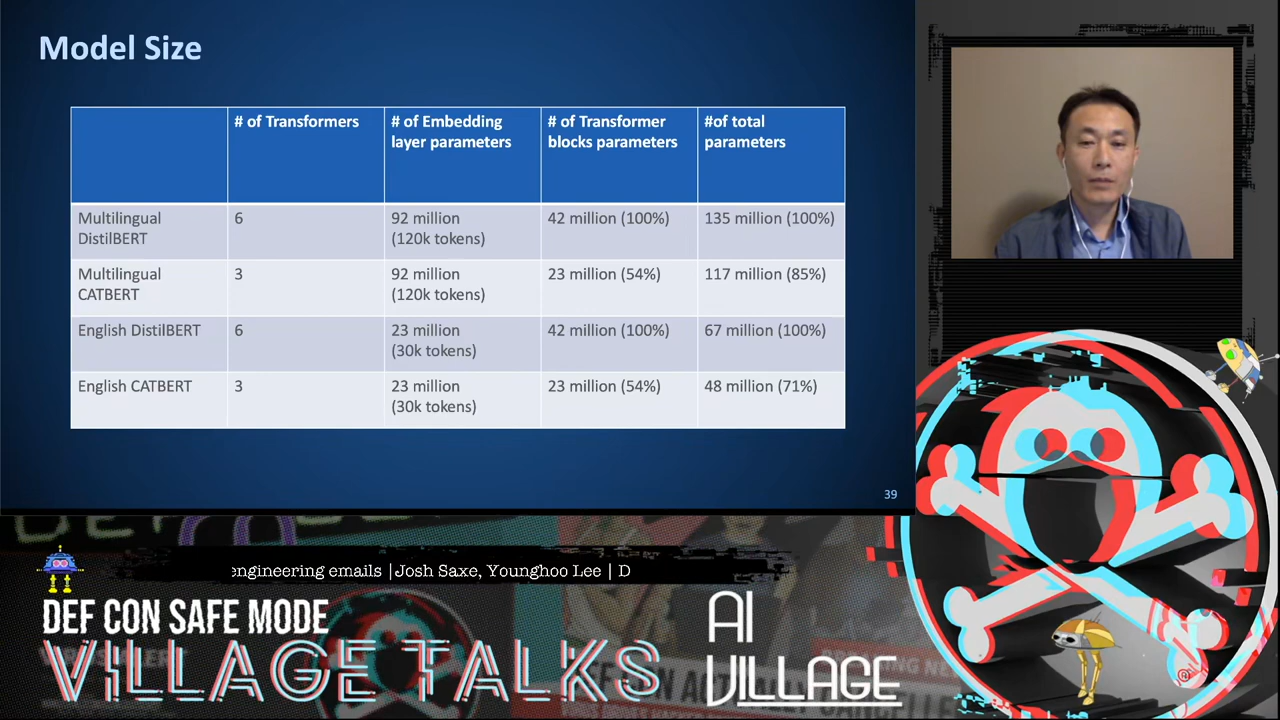 Model Size
# of Transformers
# of Embedding
layer parameters
# of Transformer
blocks parameters
#of total
parameters
Multilingual
DistilBERT
6
92 million
(120k tokens)
42 million (100%)
135 million (100%)
Multilingual
CATBERT
3
92 million
(120k tokens)
23 million (54%)
117 million (85%)
English DistilBERT
6
23 million
(30k tokens)
42 million (100%)
67 million (100%)
English CATBERT
3
23 million
(30k tokens)
23 million (54%)
48 million (71%)
39
engineering emails |Josh Saxe, Younghoo Lee | D
DEF CON SAFE MODE
VILLAGE TALKS
AI
VILLAGE